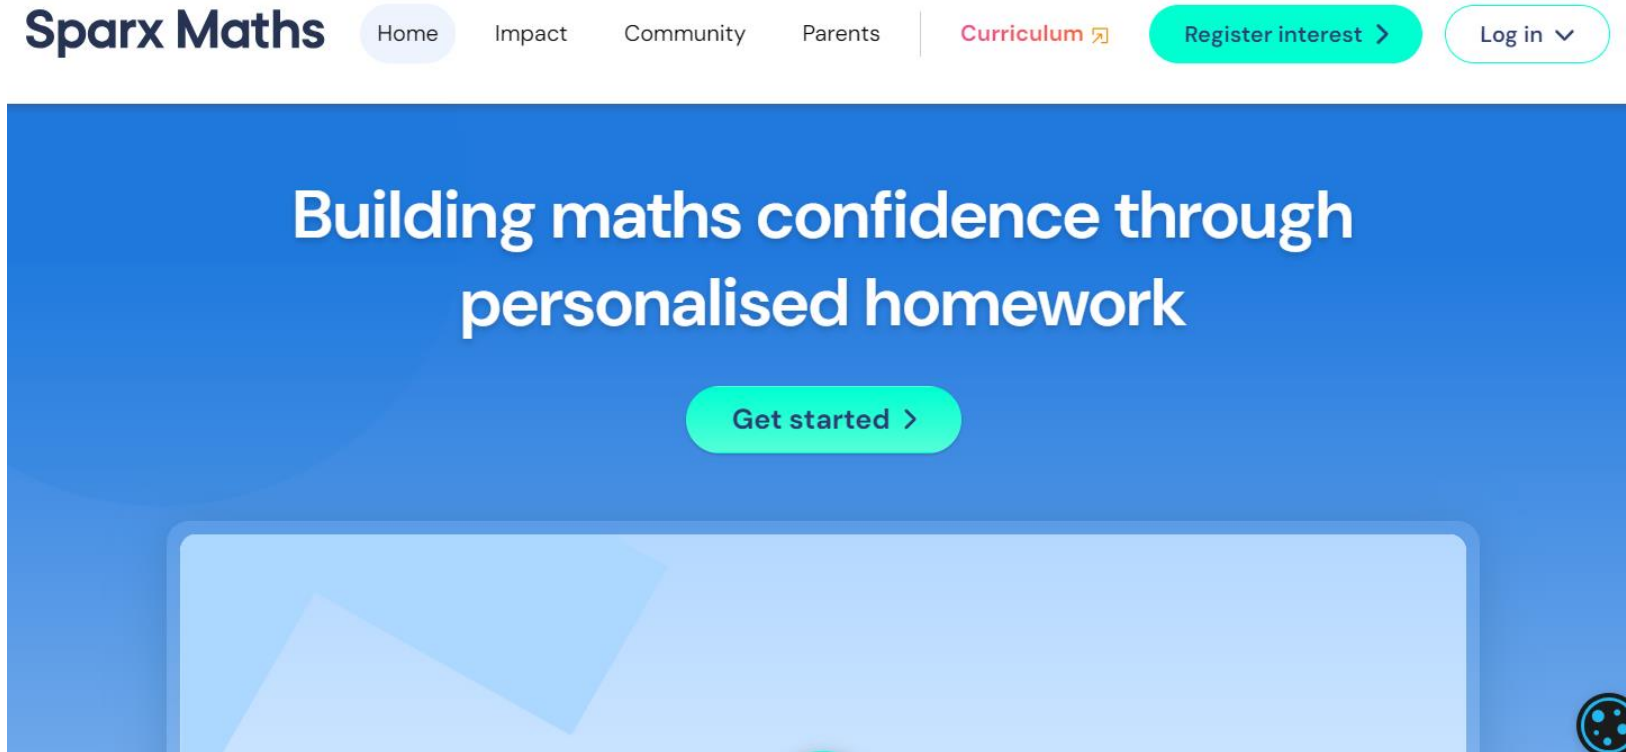 Sparx Maths Home Impact Community Parents Curriculum Register interest Log in
Building maths confidence through
personalised homework
Get started